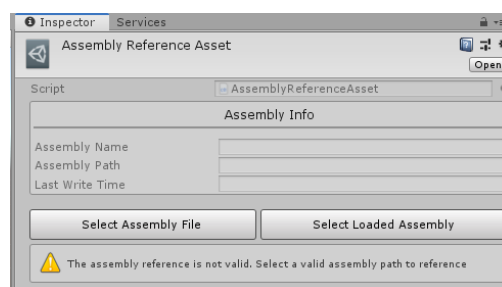 Inspector Services
Assembly Reference Asset
Open
Script AssemblyReferenceAsset
Assembly Info
Assembly Name
Assembly Path
Last Write Time
Select Assembly File Select Loaded Assembly
The assembly reference is not valid. Select a valid assembly path to reference